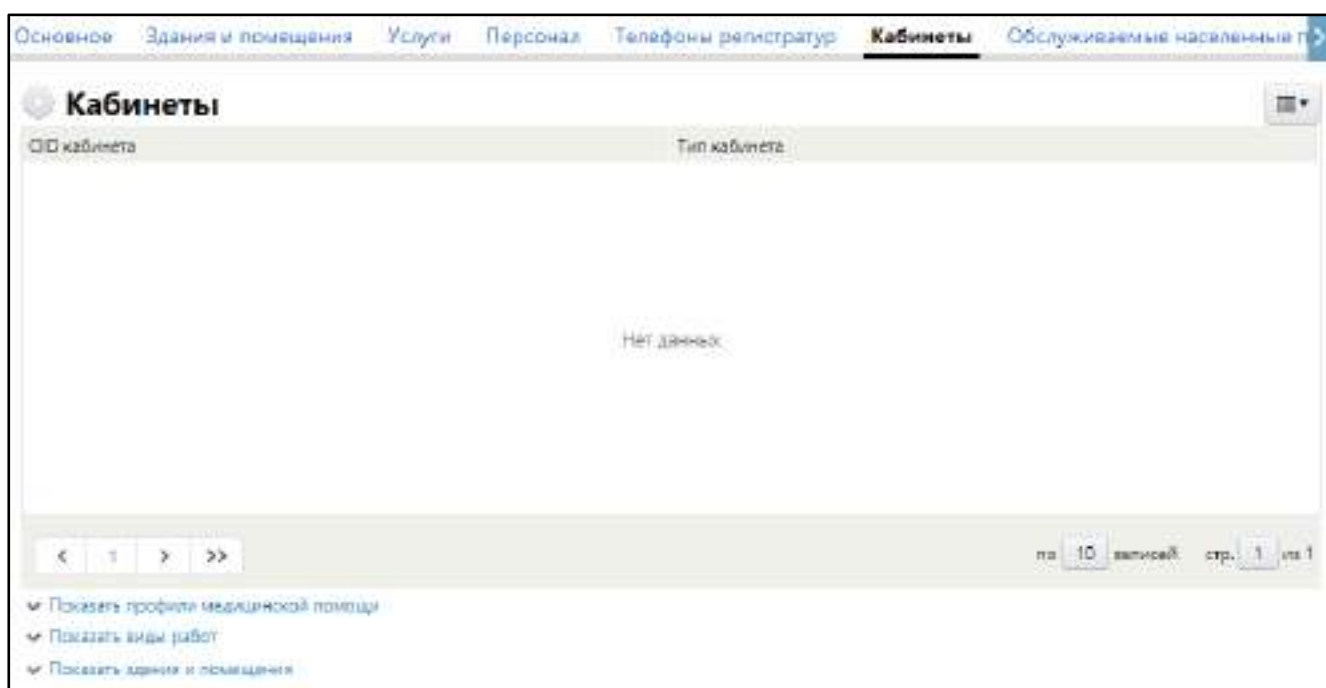 Основное Здания и помещения Услуги Персонал Телефоны регистратур Кабинеты Обслуживаемые населенные п
Кабинеты
OID кабинета Тип кабинета
Нет данных
< 1 > >> по 10 записей стр. 1 из 1
Показать профили медицинской помощи
Показать виды работ
Показать здания и помещения